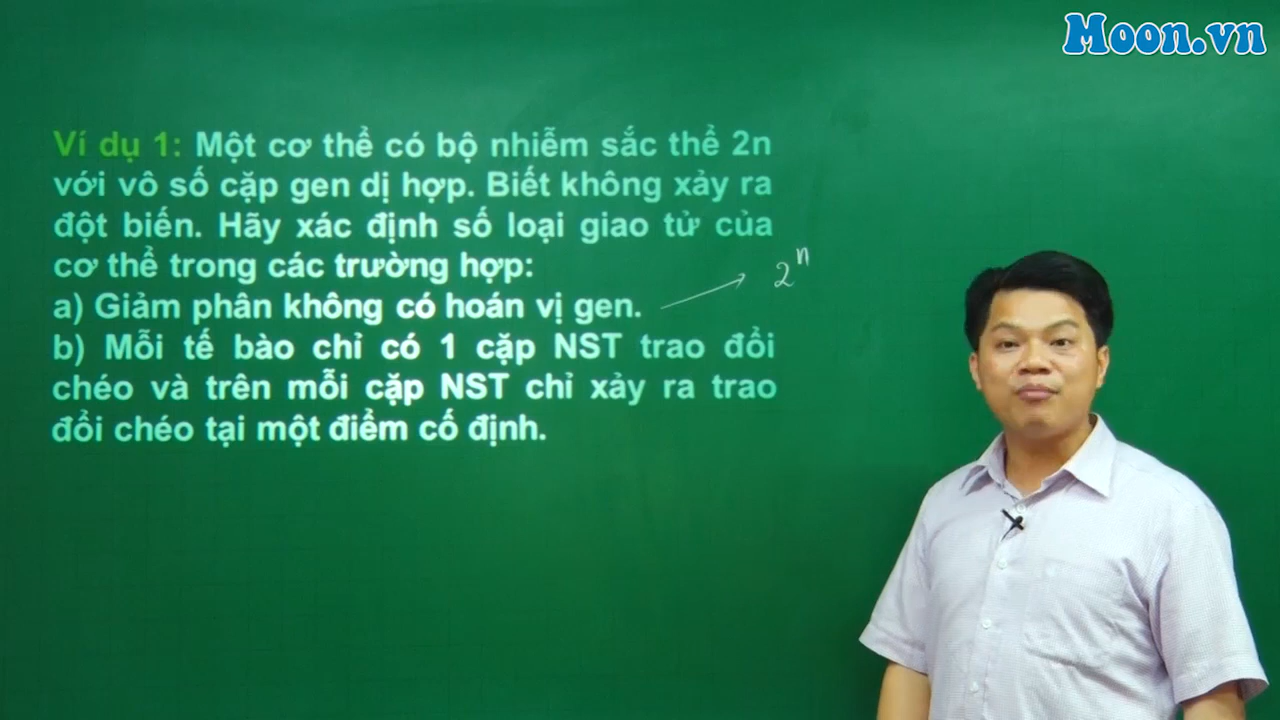 Moon.vn
Ví dụ 1: Một cơ thể có bộ nhiễm sắc thể 2n
với vô số cặp gen dị hợp. Biết không xảy ra
đột biến. Hãy xác định số loại giao tử của
cơ thể trong các trường hợp:
a) Giảm phân không có hoán vị gen. → 2ⁿ
b) Mỗi tế bào chỉ có 1 cặp NST trao đổi
chéo và trên mỗi cặp NST chỉ xảy ra trao
đổi chéo tại một điểm cố định.